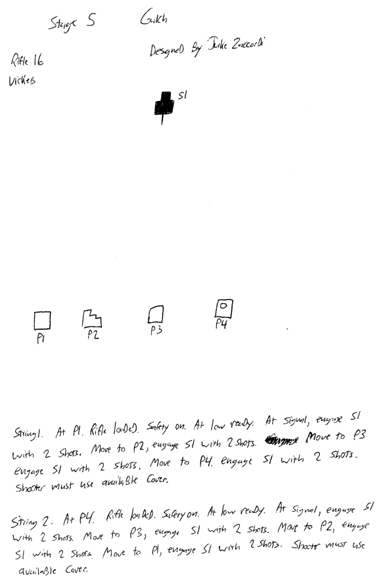 Stage 5 Gulch
Designed By Julie Zaccardi
Rifle 16
Vickers
S1
P1 P2 P3 P4
String 1. At P1. Rifle loaded. Safety on. At low ready. At Signal, engage S1
with 2 Shots. Move to P2, engage S1 with 2 Shots. Move to P3
engage S1 with 2 shots. Move to P4. engage S1 with 2 shots.
Shooter must use available Cover.
String 2. At P4. Rifle loaded. Safety on. At low ready. At Signal, engage S1
with 2 Shots. Move to P3, engage S1 with 2 Shots. Move to P2, engage
S1 with 2 Shots. Move to P1, engage S1 with 2 Shots. Shooter must use
available Cover.